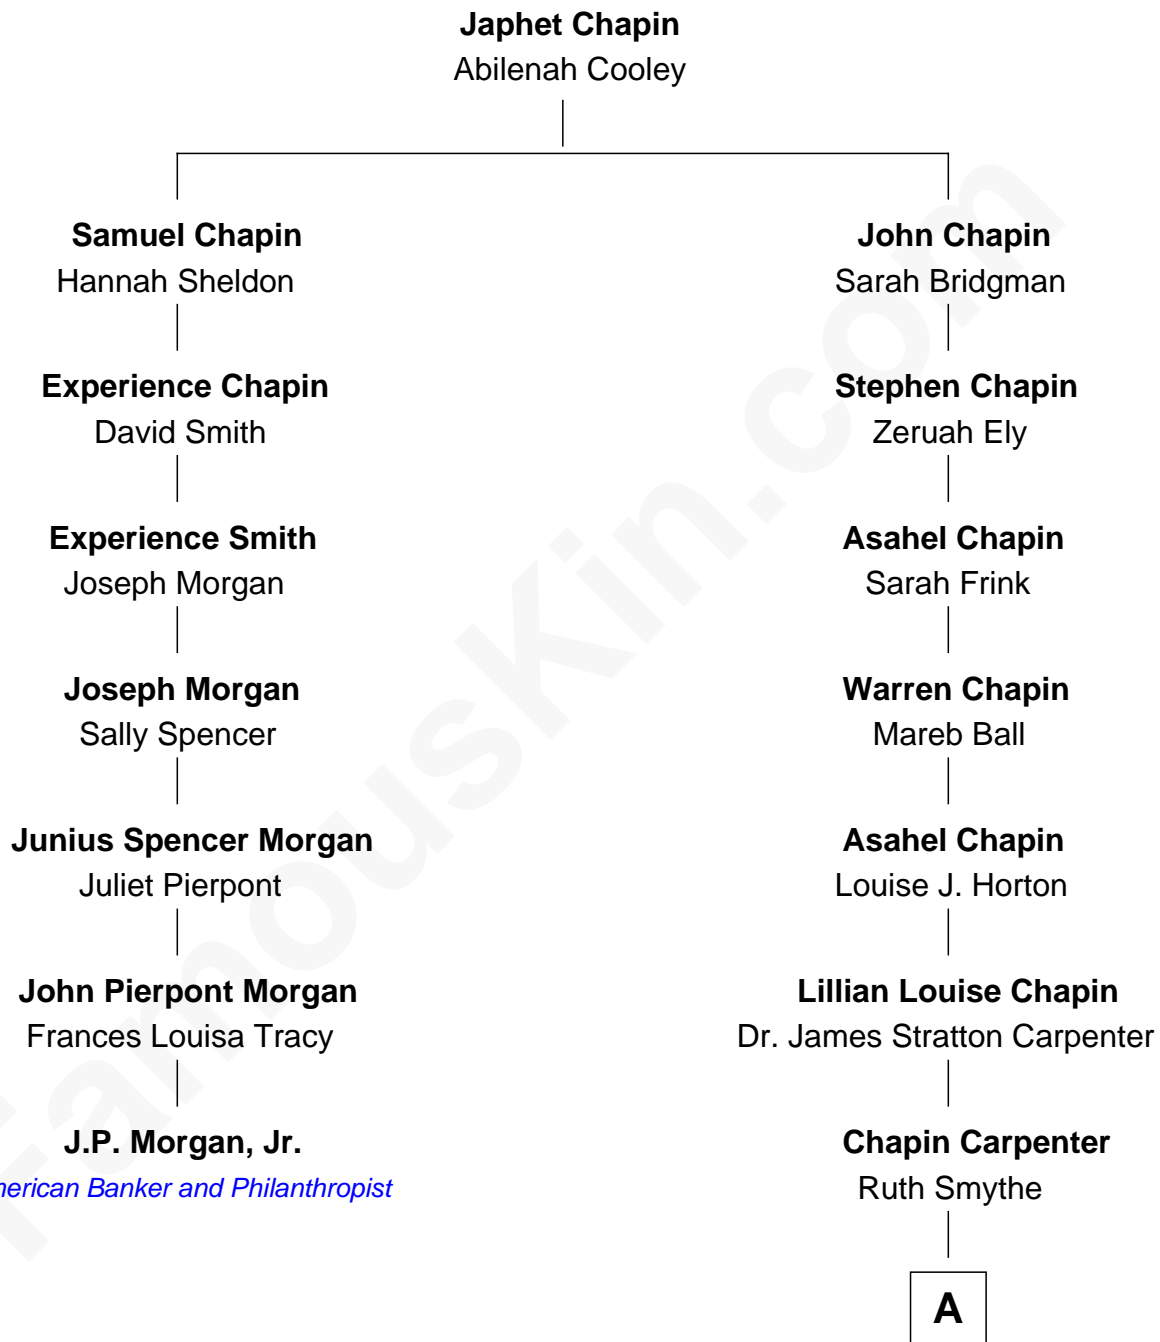 Japhet Chapin
Abilenah Cooley
Samuel Chapin
Hannah Sheldon
John Chapin
Sarah Bridgman
Experience Chapin
David Smith
Stephen Chapin
Zeruah Ely
Experience Smith
Joseph Morgan
Asahel Chapin
Sarah Frink
Joseph Morgan
Sally Spencer
Warren Chapin
Mareb Ball
Junius Spencer Morgan
Juliet Pierpont
Asahel Chapin
Louise J. Horton
John Pierpont Morgan
Frances Louisa Tracy
Lillian Louise Chapin
Dr. James Stratton Carpenter
J.P. Morgan, Jr.
merican Banker and Philanthropist
Chapin Carpenter
Ruth Smythe
A
FamousKin.com